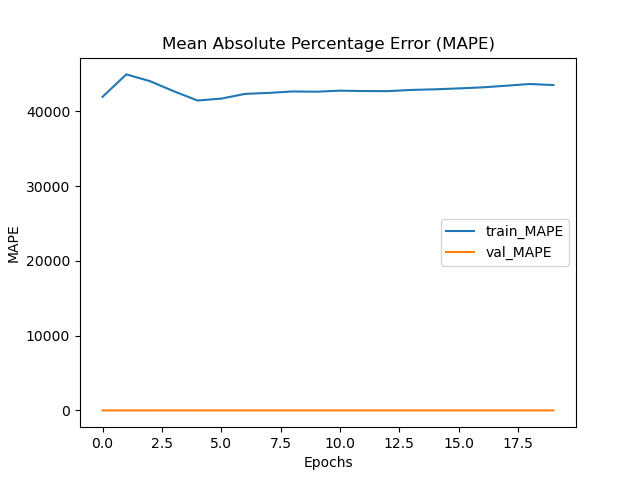 Mean Absolute Percentage Error (MAPE)
40000
30000
20000
10000
0
MAPE
train_MAPE
val_MAPE
0.0 2.5 5.0 7.5 10.0 12.5 15.0 17.5
Epochs